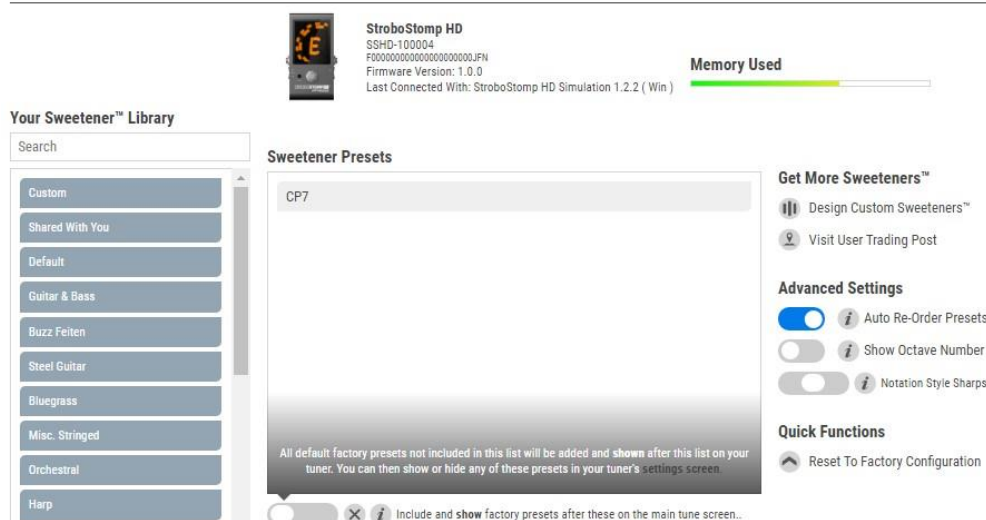 StroboStomp HD
SSHD-100004
Firmware Version: 1.0.0
Last Connected With: StroboStomp HD Simulation 1.2.2 ( Win )
Memory Used
Your Sweetener™ Library
Search
Custom
Shared With You
Default
Guitar & Bass
Buzz Feiten
Steel Guitar
Bluegrass
Misc. Stringed
Orchestral
Harp
Sweetener Presets
CP7
All default factory presets not included in this list will be added and shown after this list on your
tuner. You can then show or hide any of these presets in your tuner's settings screen.
Include and show factory presets after these on the main tune screen..
Get More Sweeteners™
Design Custom Sweeteners™
Visit User Trading Post
Advanced Settings
Auto Re-Order Presets
Show Octave Number
Notation Style Sharps
Quick Functions
Reset To Factory Configuration